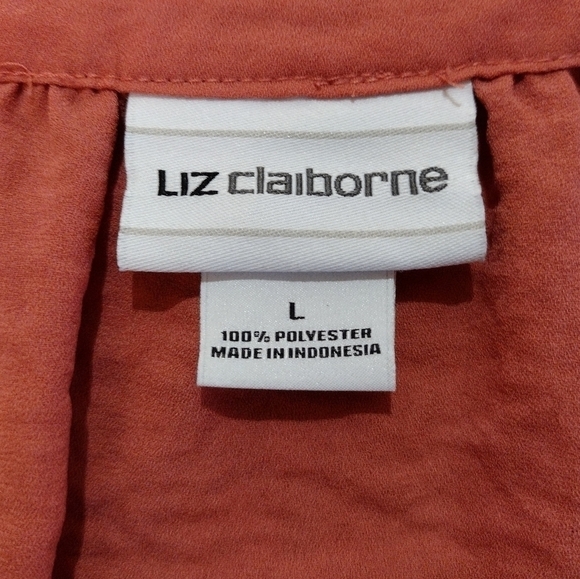 LIZ claiborne
L
100% POLYESTER
MADE IN INDONESIA